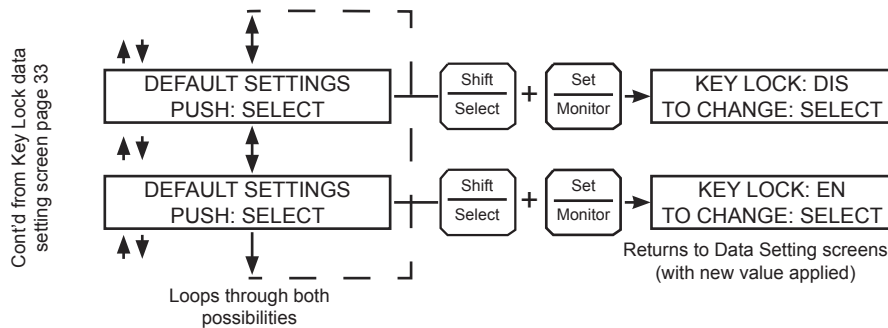 Cont'd from Key Lock data
setting screen page 33
DEFAULT SETTINGS
PUSH: SELECT
Shift
Select
+
Set
Monitor
KEY LOCK: DIS
TO CHANGE: SELECT
DEFAULT SETTINGS
PUSH: SELECT
Shift
Select
+
Set
Monitor
KEY LOCK: EN
TO CHANGE: SELECT
Returns to Data Setting screens
(with new value applied)
Loops through both
possibilities